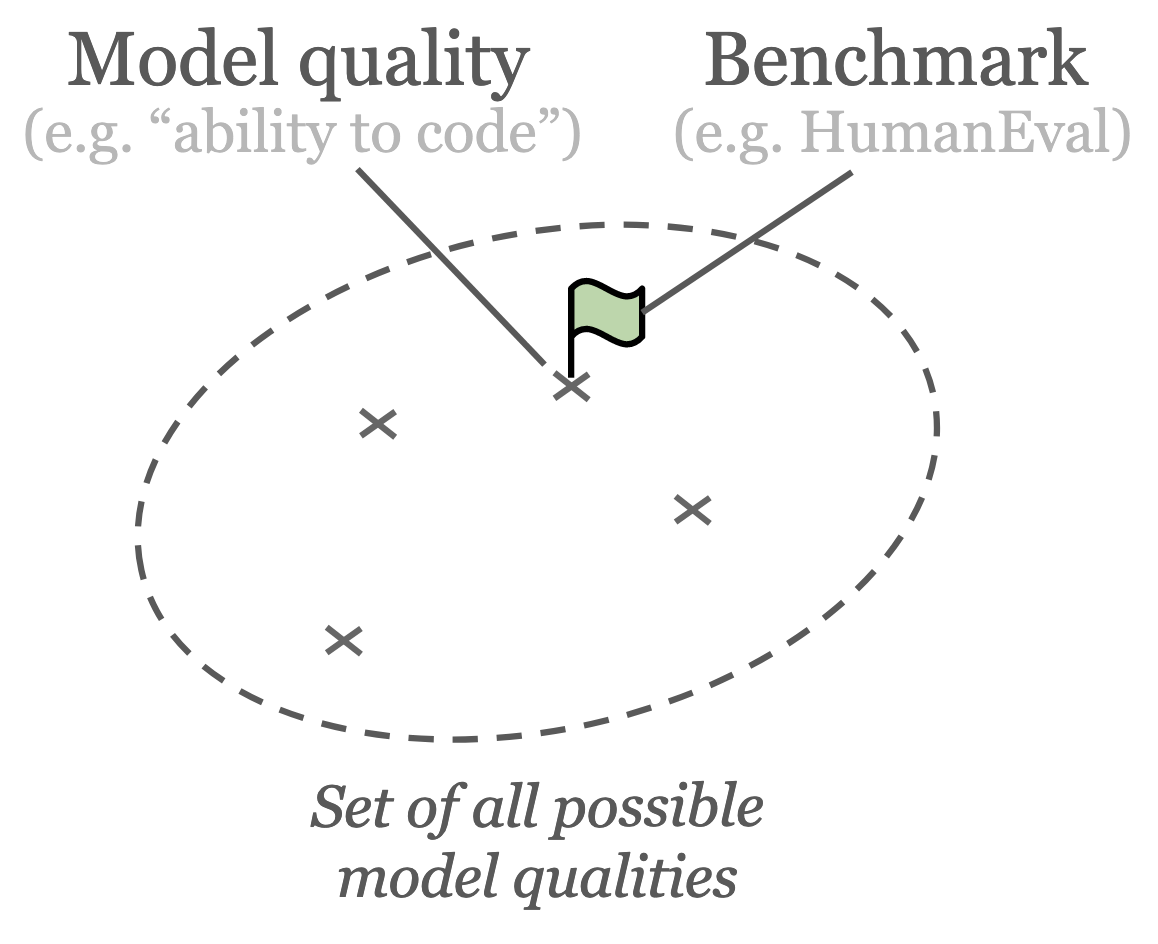 Model quality
(e.g. “ability to code”)
Benchmark
(e.g. HumanEval)
Set of all possible
model qualities